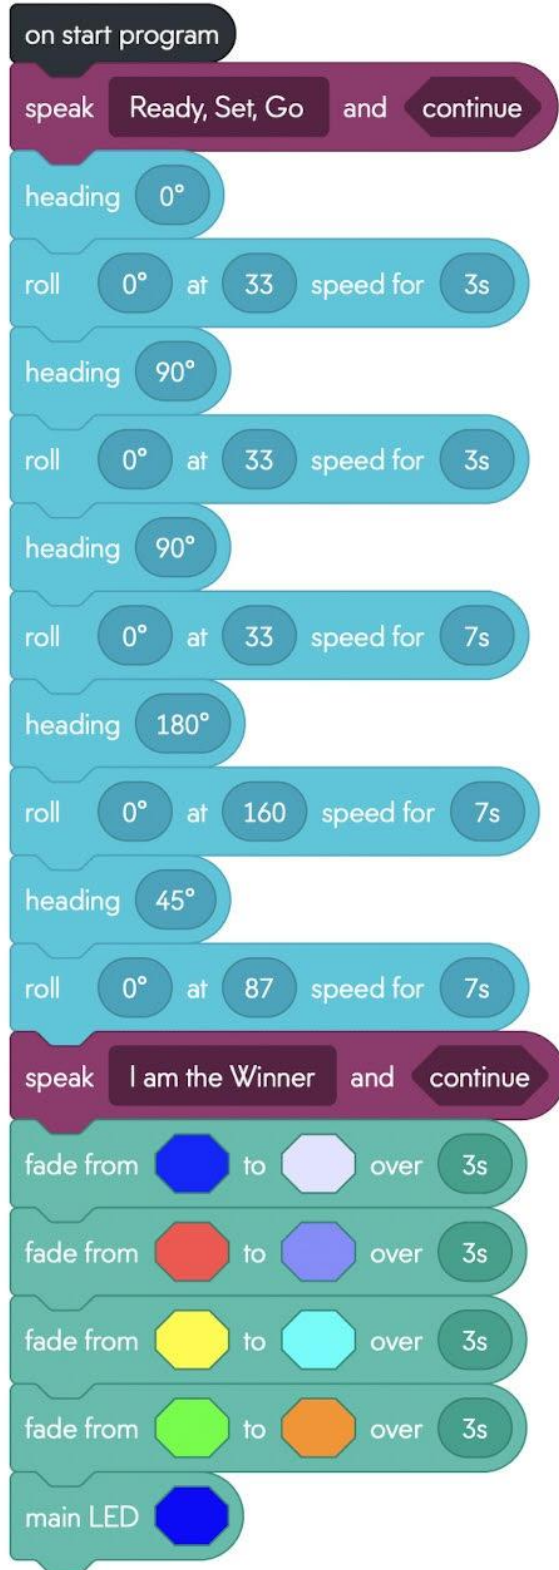 on start program
speak Ready, Set, Go and continue
heading 0°
roll 0° at 33 speed for 3s
heading 90°
roll 0° at 33 speed for 3s
heading 90°
roll 0° at 33 speed for 7s
heading 180°
roll 0° at 160 speed for 7s
heading 45°
roll 0° at 87 speed for 7s
speak I am the Winner and continue
fade from to over 3s
fade from to over 3s
fade from to over 3s
fade from to over 3s
main LED